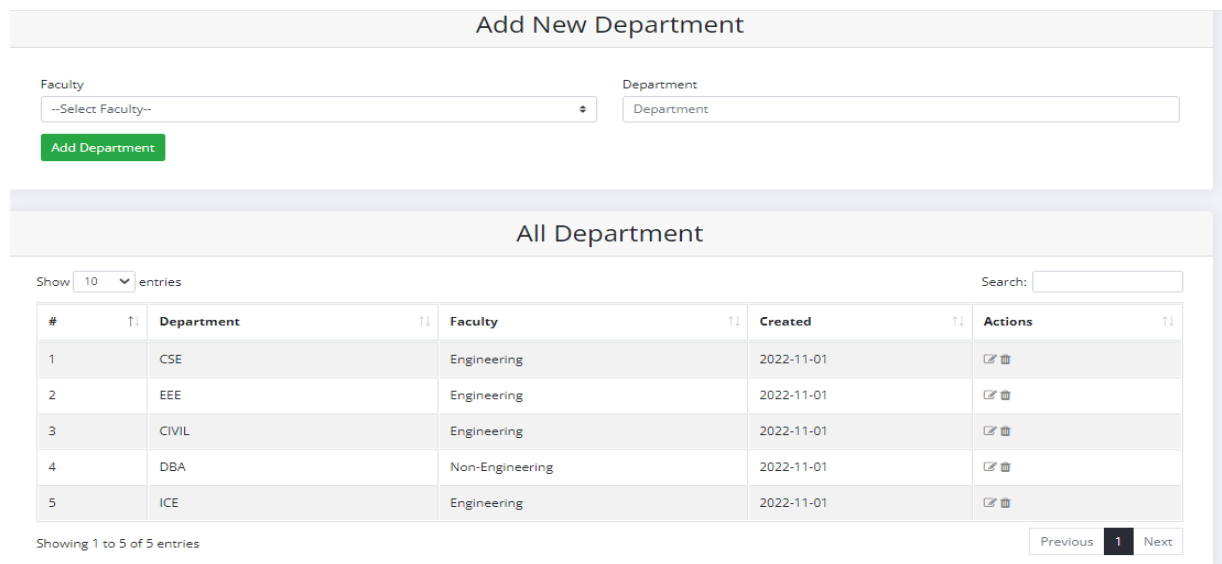 Add New Department
Faculty Department
--Select Faculty-- Department
Add Department
All Department
Show 10 entries Search:
# Department Faculty Created Actions
1 CSE Engineering 2022-11-01
2 EEE Engineering 2022-11-01
3 CIVIL Engineering 2022-11-01
4 DBA Non-Engineering 2022-11-01
5 ICE Engineering 2022-11-01
Showing 1 to 5 of 5 entries Previous 1 Next